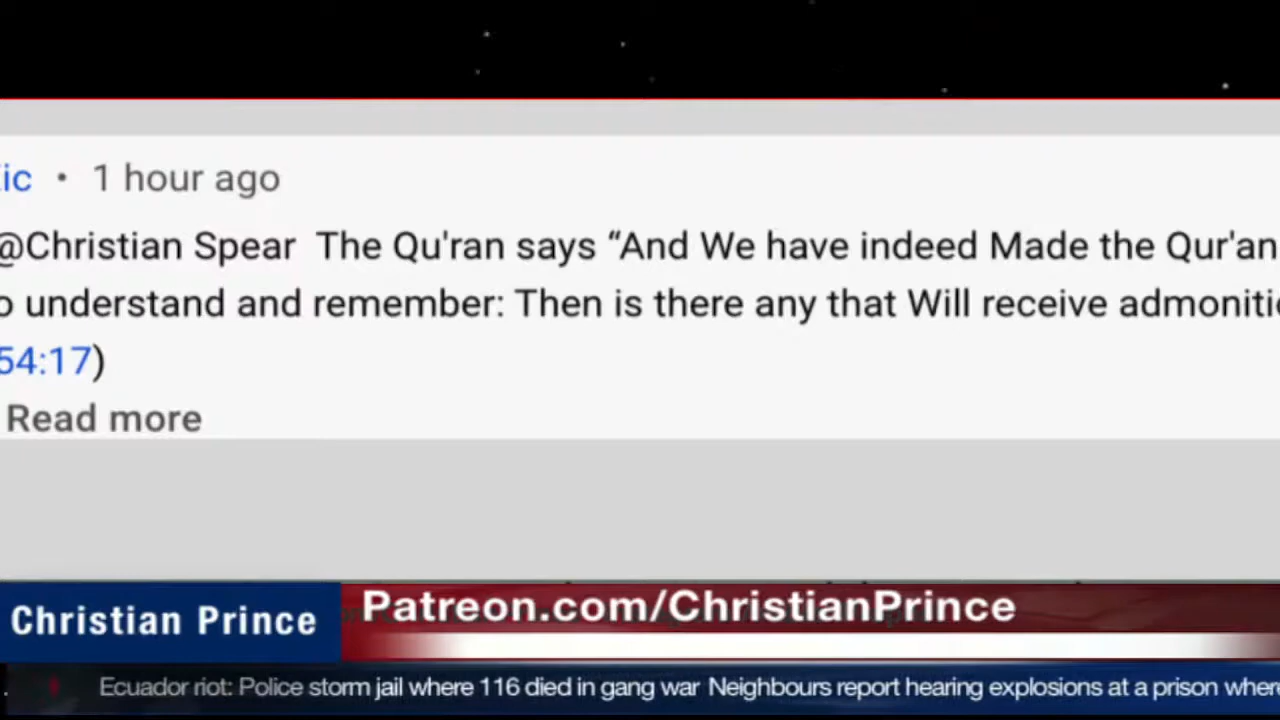 ic • 1 hour ago
@Christian Spear The Qu'ran says “And We have indeed Made the Qur'an
o understand and remember: Then is there any that Will receive admoniti
54:17)
Read more
Patreon.com/ChristianPrince
Christian Prince
Ecuador riot: Police storm jail where 116 died in gang war Neighbours report hearing explosions at a prison where